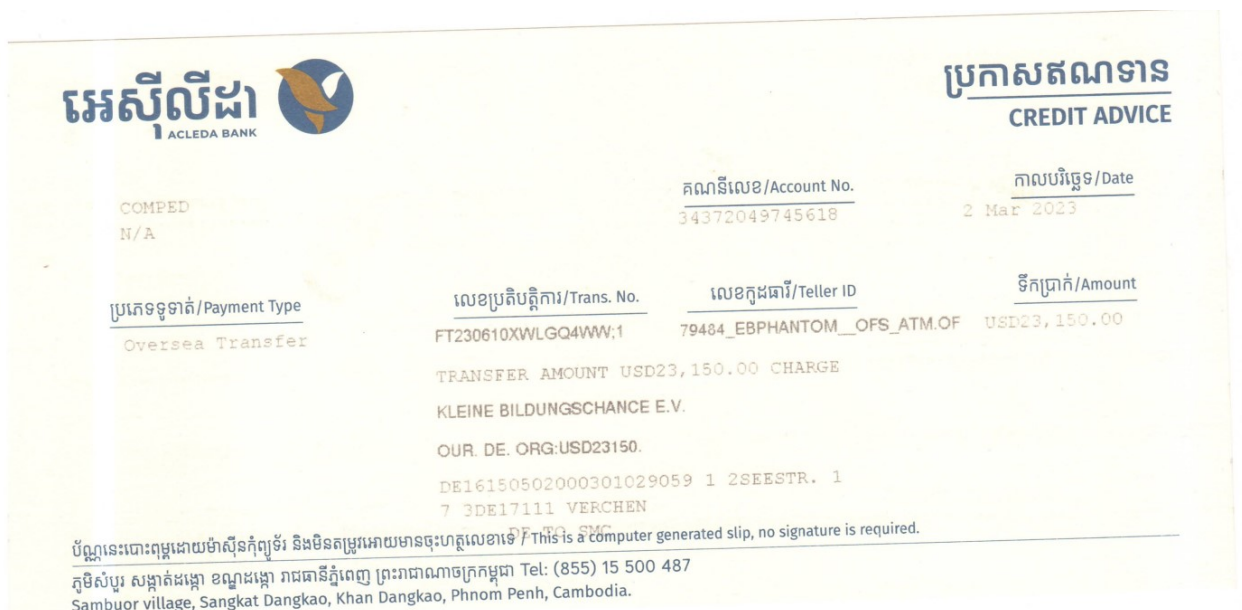 អេស៊ីលីដា
ACLEDA BANK
ប្រកាសឥណទាន
CREDIT ADVICE
COMPED
N/A
គណនីលេខ/Account No.
34372049745618
កាលបរិច្ឆេទ/Date
2 Mar 2023
ប្រភេទទូទាត់/Payment Type
Oversea Transfer
លេខប្រតិបត្តិការ/Trans. No.
FT230610XWLGQ4WW;1
លេខកូដធារី/Teller ID
79484_EBPHANTOM__OFS_ATM.OF
ទឹកប្រាក់/Amount
USD23,150.00
TRANSFER AMOUNT USD23,150.00 CHARGE
KLEINE BILDUNGSCHANCE E.V.
OUR. DE. ORG:USD23150.
DE16150502000301029059 1 2SEESTR. 1
7 3DE17111 VERCHEN
DE TO SMC
ប័ណ្ណនេះបោះពុម្ពដោយម៉ាស៊ីនកុំព្យូទ័រ និងមិនតម្រូវអោយមានចុះហត្ថលេខាទេ / This is a computer generated slip, no signature is required.
ភូមិសំបួរ សង្កាត់ដង្កោ ខណ្ឌដង្កោ រាជធានីភ្នំពេញ ព្រះរាជាណាចក្រកម្ពុជា Tel: (855) 15 500 487
Sambuor village, Sangkat Dangkao, Khan Dangkao, Phnom Penh, Cambodia.